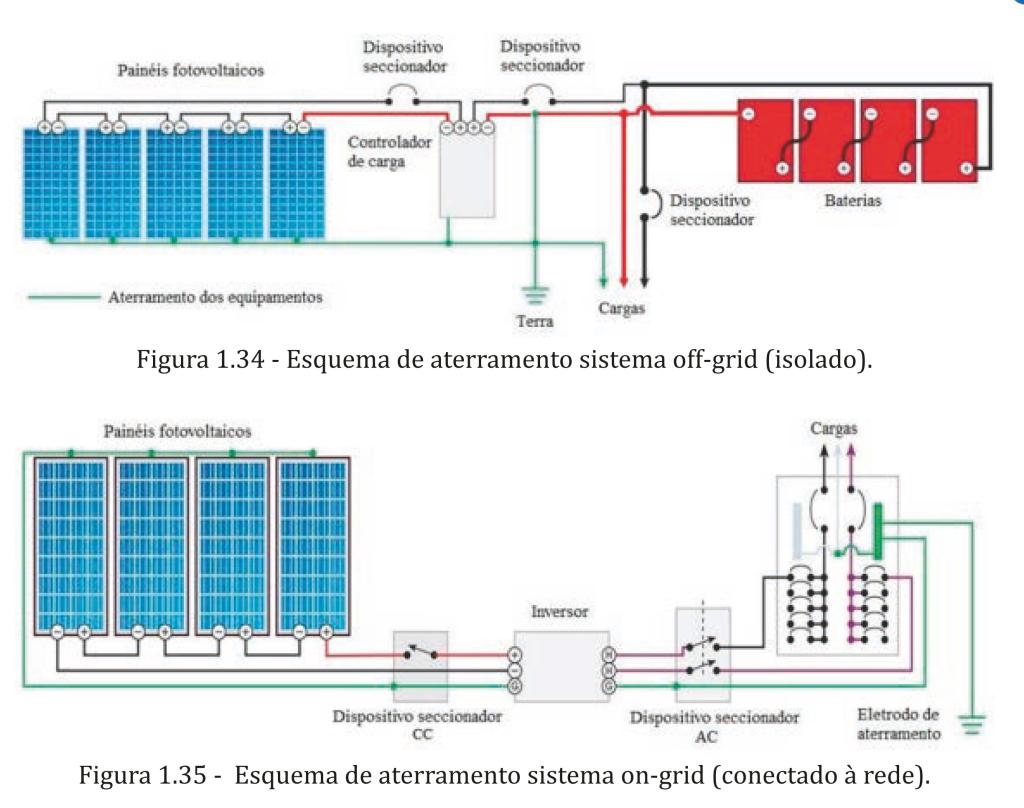 Painéis fotovoltaicos
Dispositivo
seccionador
Dispositivo
seccionador
+ − + − + − + − + −
− + + −
Controlador
de carga
− − − −
+ + + +
Dispositivo
seccionador
Baterias
Aterramento dos equipamentos
Terra
Cargas
Figura 1.34 - Esquema de aterramento sistema off-grid (isolado).
Painéis fotovoltaicos
Cargas
− + − + − + − +
Inversor
+ H
− H
G G
Dispositivo seccionador
CC
Dispositivo seccionador
AC
Eletrodo de
aterramento
Figura 1.35 - Esquema de aterramento sistema on-grid (conectado à rede).